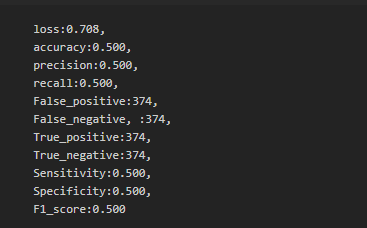 loss:0.708,
accuracy:0.500,
precision:0.500,
recall:0.500,
False_positive:374,
False_negative, :374,
True_positive:374,
True_negative:374,
Sensitivity:0.500,
Specificity:0.500,
F1_score:0.500